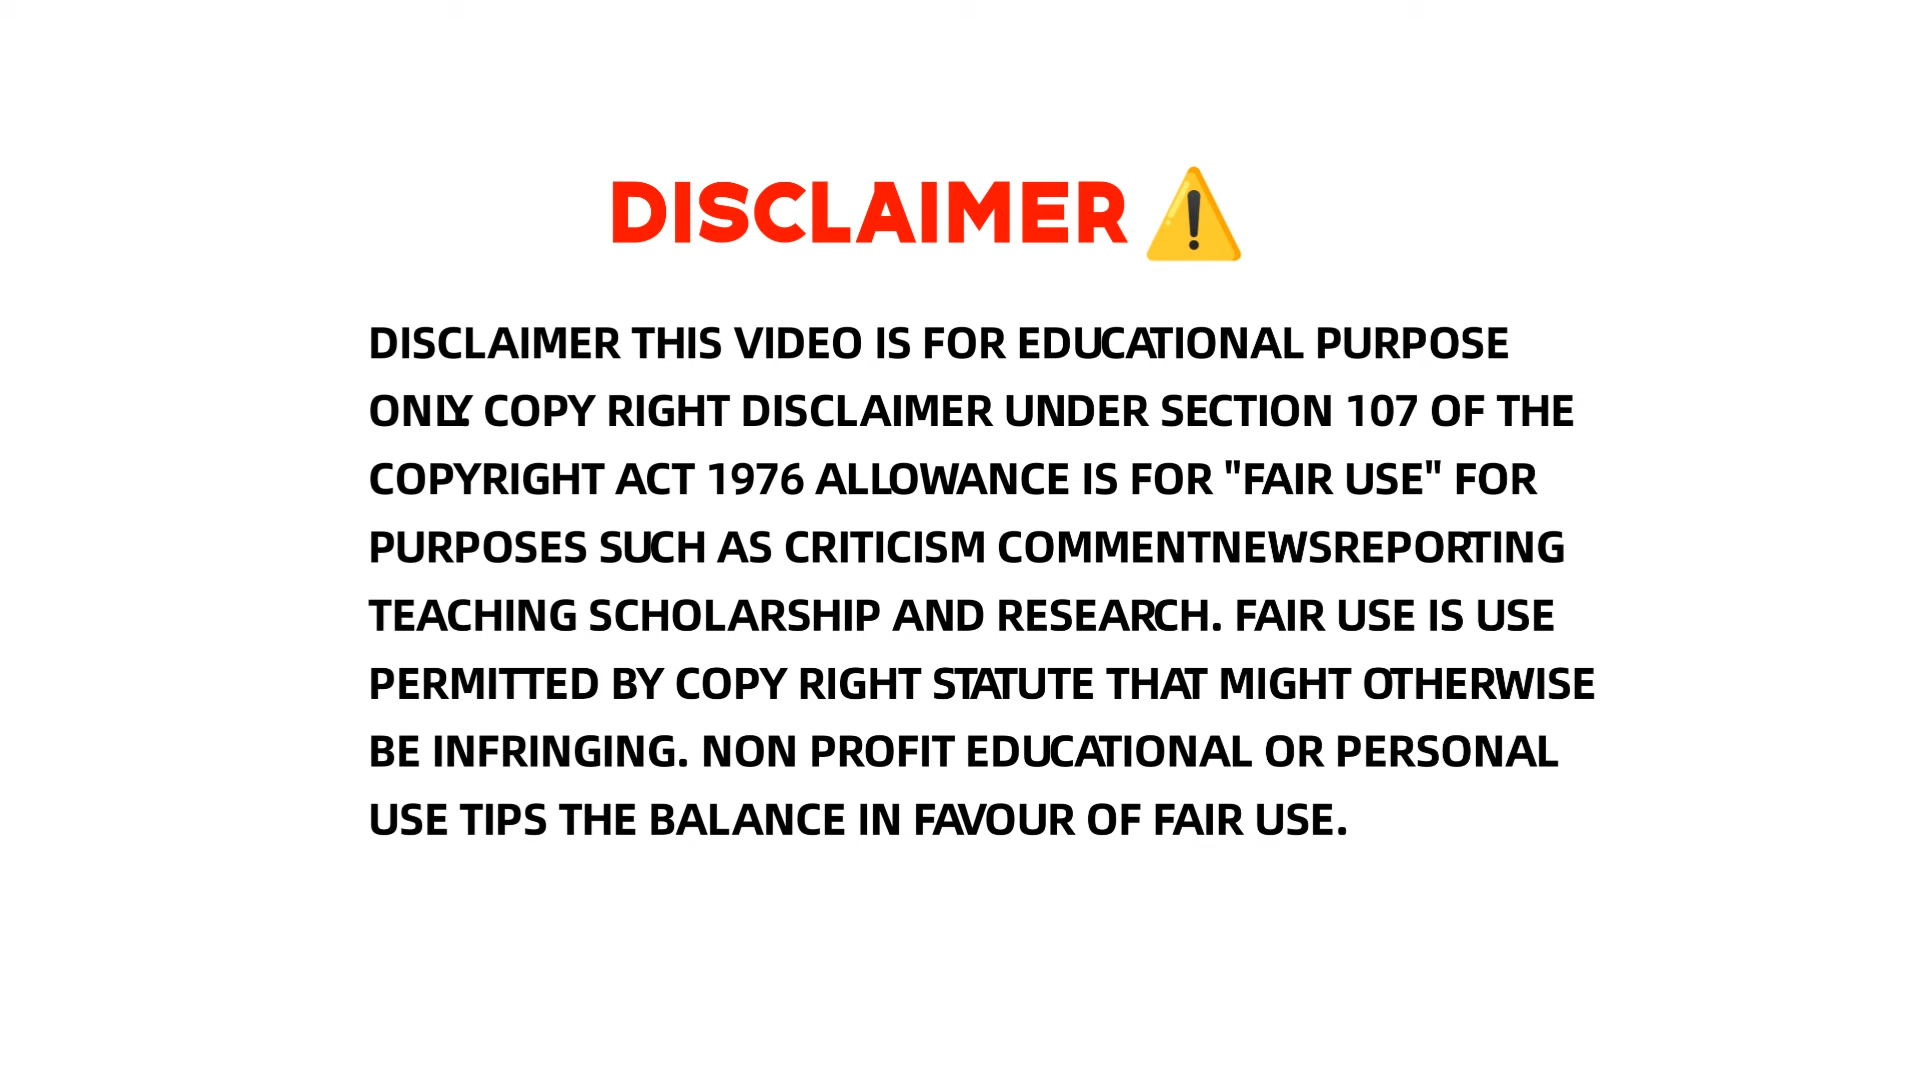 DISCLAIMER ⚠️
DISCLAIMER THIS VIDEO IS FOR EDUCATIONAL PURPOSE
ONLY. COPY RIGHT DISCLAIMER UNDER SECTION 107 OF THE
COPYRIGHT ACT 1976 ALLOWANCE IS FOR "FAIR USE" FOR
PURPOSES SUCH AS CRITICISM COMMENTNEWSREPORTING
TEACHING SCHOLARSHIP AND RESEARCH. FAIR USE IS USE
PERMITTED BY COPY RIGHT STATUTE THAT MIGHT OTHERWISE
BE INFRINGING. NON PROFIT EDUCATIONAL OR PERSONAL
USE TIPS THE BALANCE IN FAVOUR OF FAIR USE.